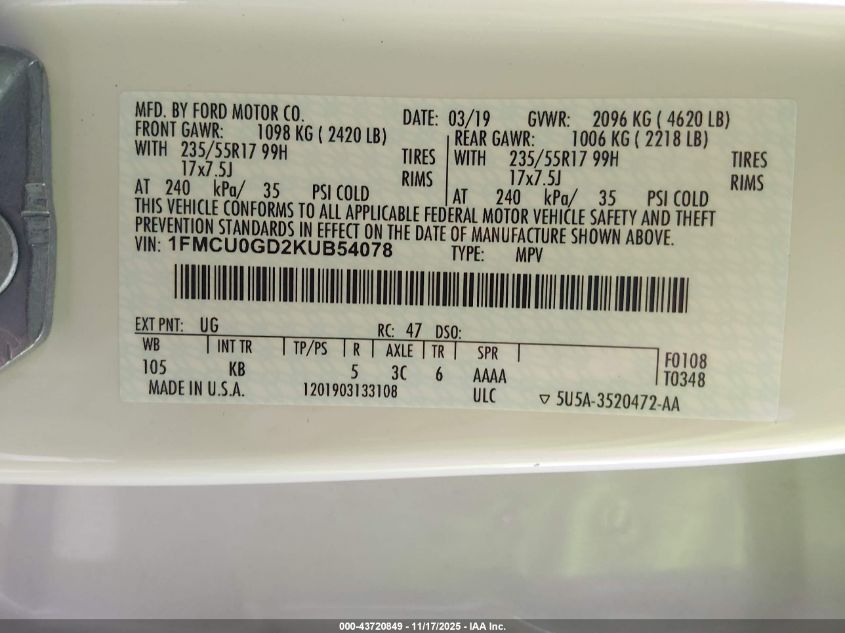 MFD. BY FORD MOTOR CO.
DATE: 03/19 GVWR: 2096 KG ( 4620 LB)
FRONT GAWR: 1098 KG ( 2420 LB)
WITH 235/55R17 99H TIRES
17x7.5J RIMS
AT 240 kPa/ 35 PSI COLD
REAR GAWR: 1006 KG ( 2218 LB)
WITH 235/55R17 99H TIRES
17x7.5J RIMS
AT 240 kPa/ 35 PSI COLD
THIS VEHICLE CONFORMS TO ALL APPLICABLE FEDERAL MOTOR VEHICLE SAFETY AND THEFT
PREVENTION STANDARDS IN EFFECT ON THE DATE OF MANUFACTURE SHOWN ABOVE.
VIN: 1FMCU0GD2KUB54078 TYPE: MPV
EXT PNT: UG RC: 47 DSO:
WB INT TR TP/PS R AXLE TR SPR
105 KB 5 3C 6 AAAA
F0108
T0348
MADE IN U.S.A. 1201903133108 ULC ▽ 5U5A-3520472-AA
000-43720849 - 11/17/2025 - IAA Inc.